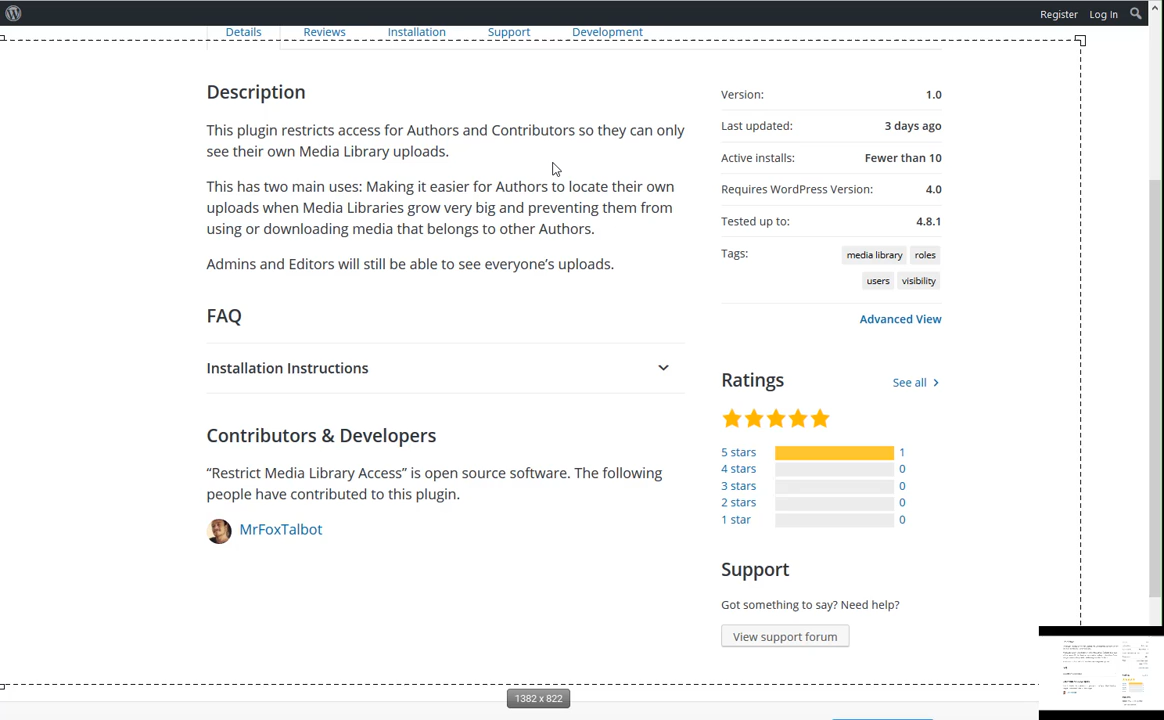 Register Log In
Details Reviews Installation Support Development
Description
This plugin restricts access for Authors and Contributors so they can only
see their own Media Library uploads.
This has two main uses: Making it easier for Authors to locate their own
uploads when Media Libraries grow very big and preventing them from
using or downloading media that belongs to other Authors.
Admins and Editors will still be able to see everyone’s uploads.
FAQ
Installation Instructions
Contributors & Developers
“Restrict Media Library Access” is open source software. The following
people have contributed to this plugin.
MrFoxTalbot
Version: 1.0
Last updated: 3 days ago
Active installs: Fewer than 10
Requires WordPress Version: 4.0
Tested up to: 4.8.1
Tags: media library roles
users visibility
Advanced View
Ratings See all
5 stars 1
4 stars 0
3 stars 0
2 stars 0
1 star 0
Support
Got something to say? Need help?
View support forum
1382 x 822